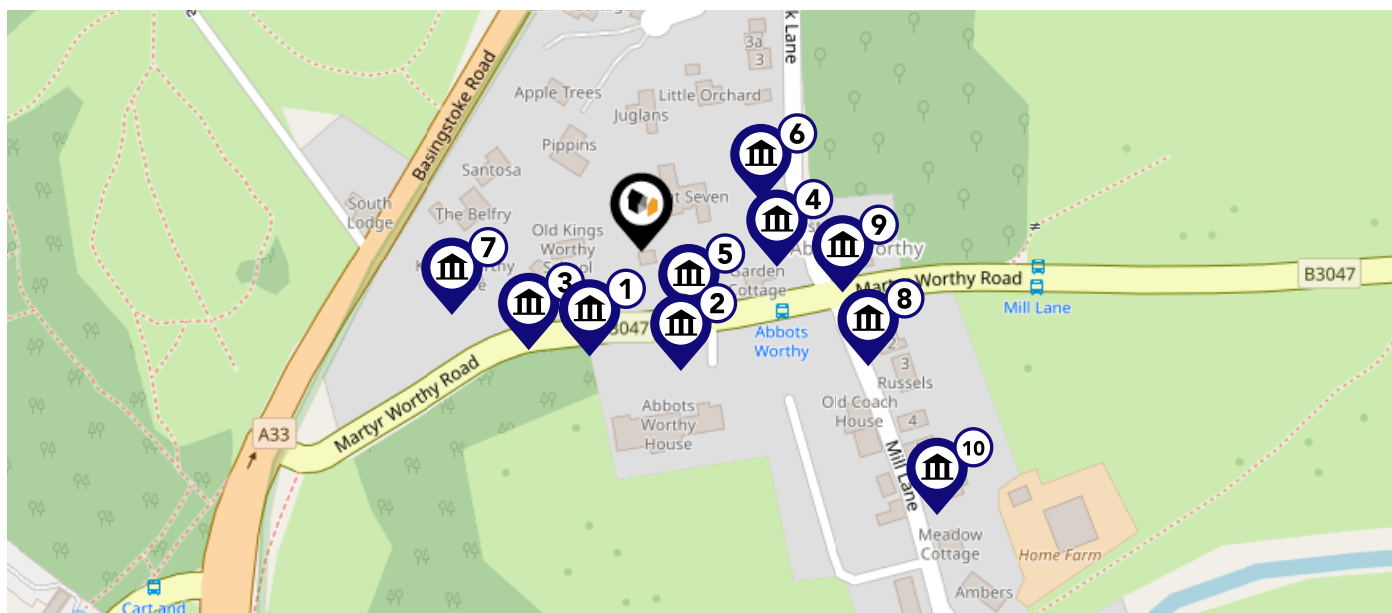 k Lane
3a
3
Basingstoke Road
Apple Trees
Little Orchard
Juglans
6
Pippins
Santosa
t Seven
4
South
Lodge
The Belfry
9
Old Kings
Worthy
School
7
5
Garden
Cottage
3
1
2
8
Martyr Worthy Road
B3047
Mill Lane
3047
Abbots
Worthy
3
Russels
Martyr Worthy Road
Abbots
Worthy
House
Old Coach
House
4
A33
Mill Lane
10
Meadow
Cottage
Home Farm
Ambers
Cart and